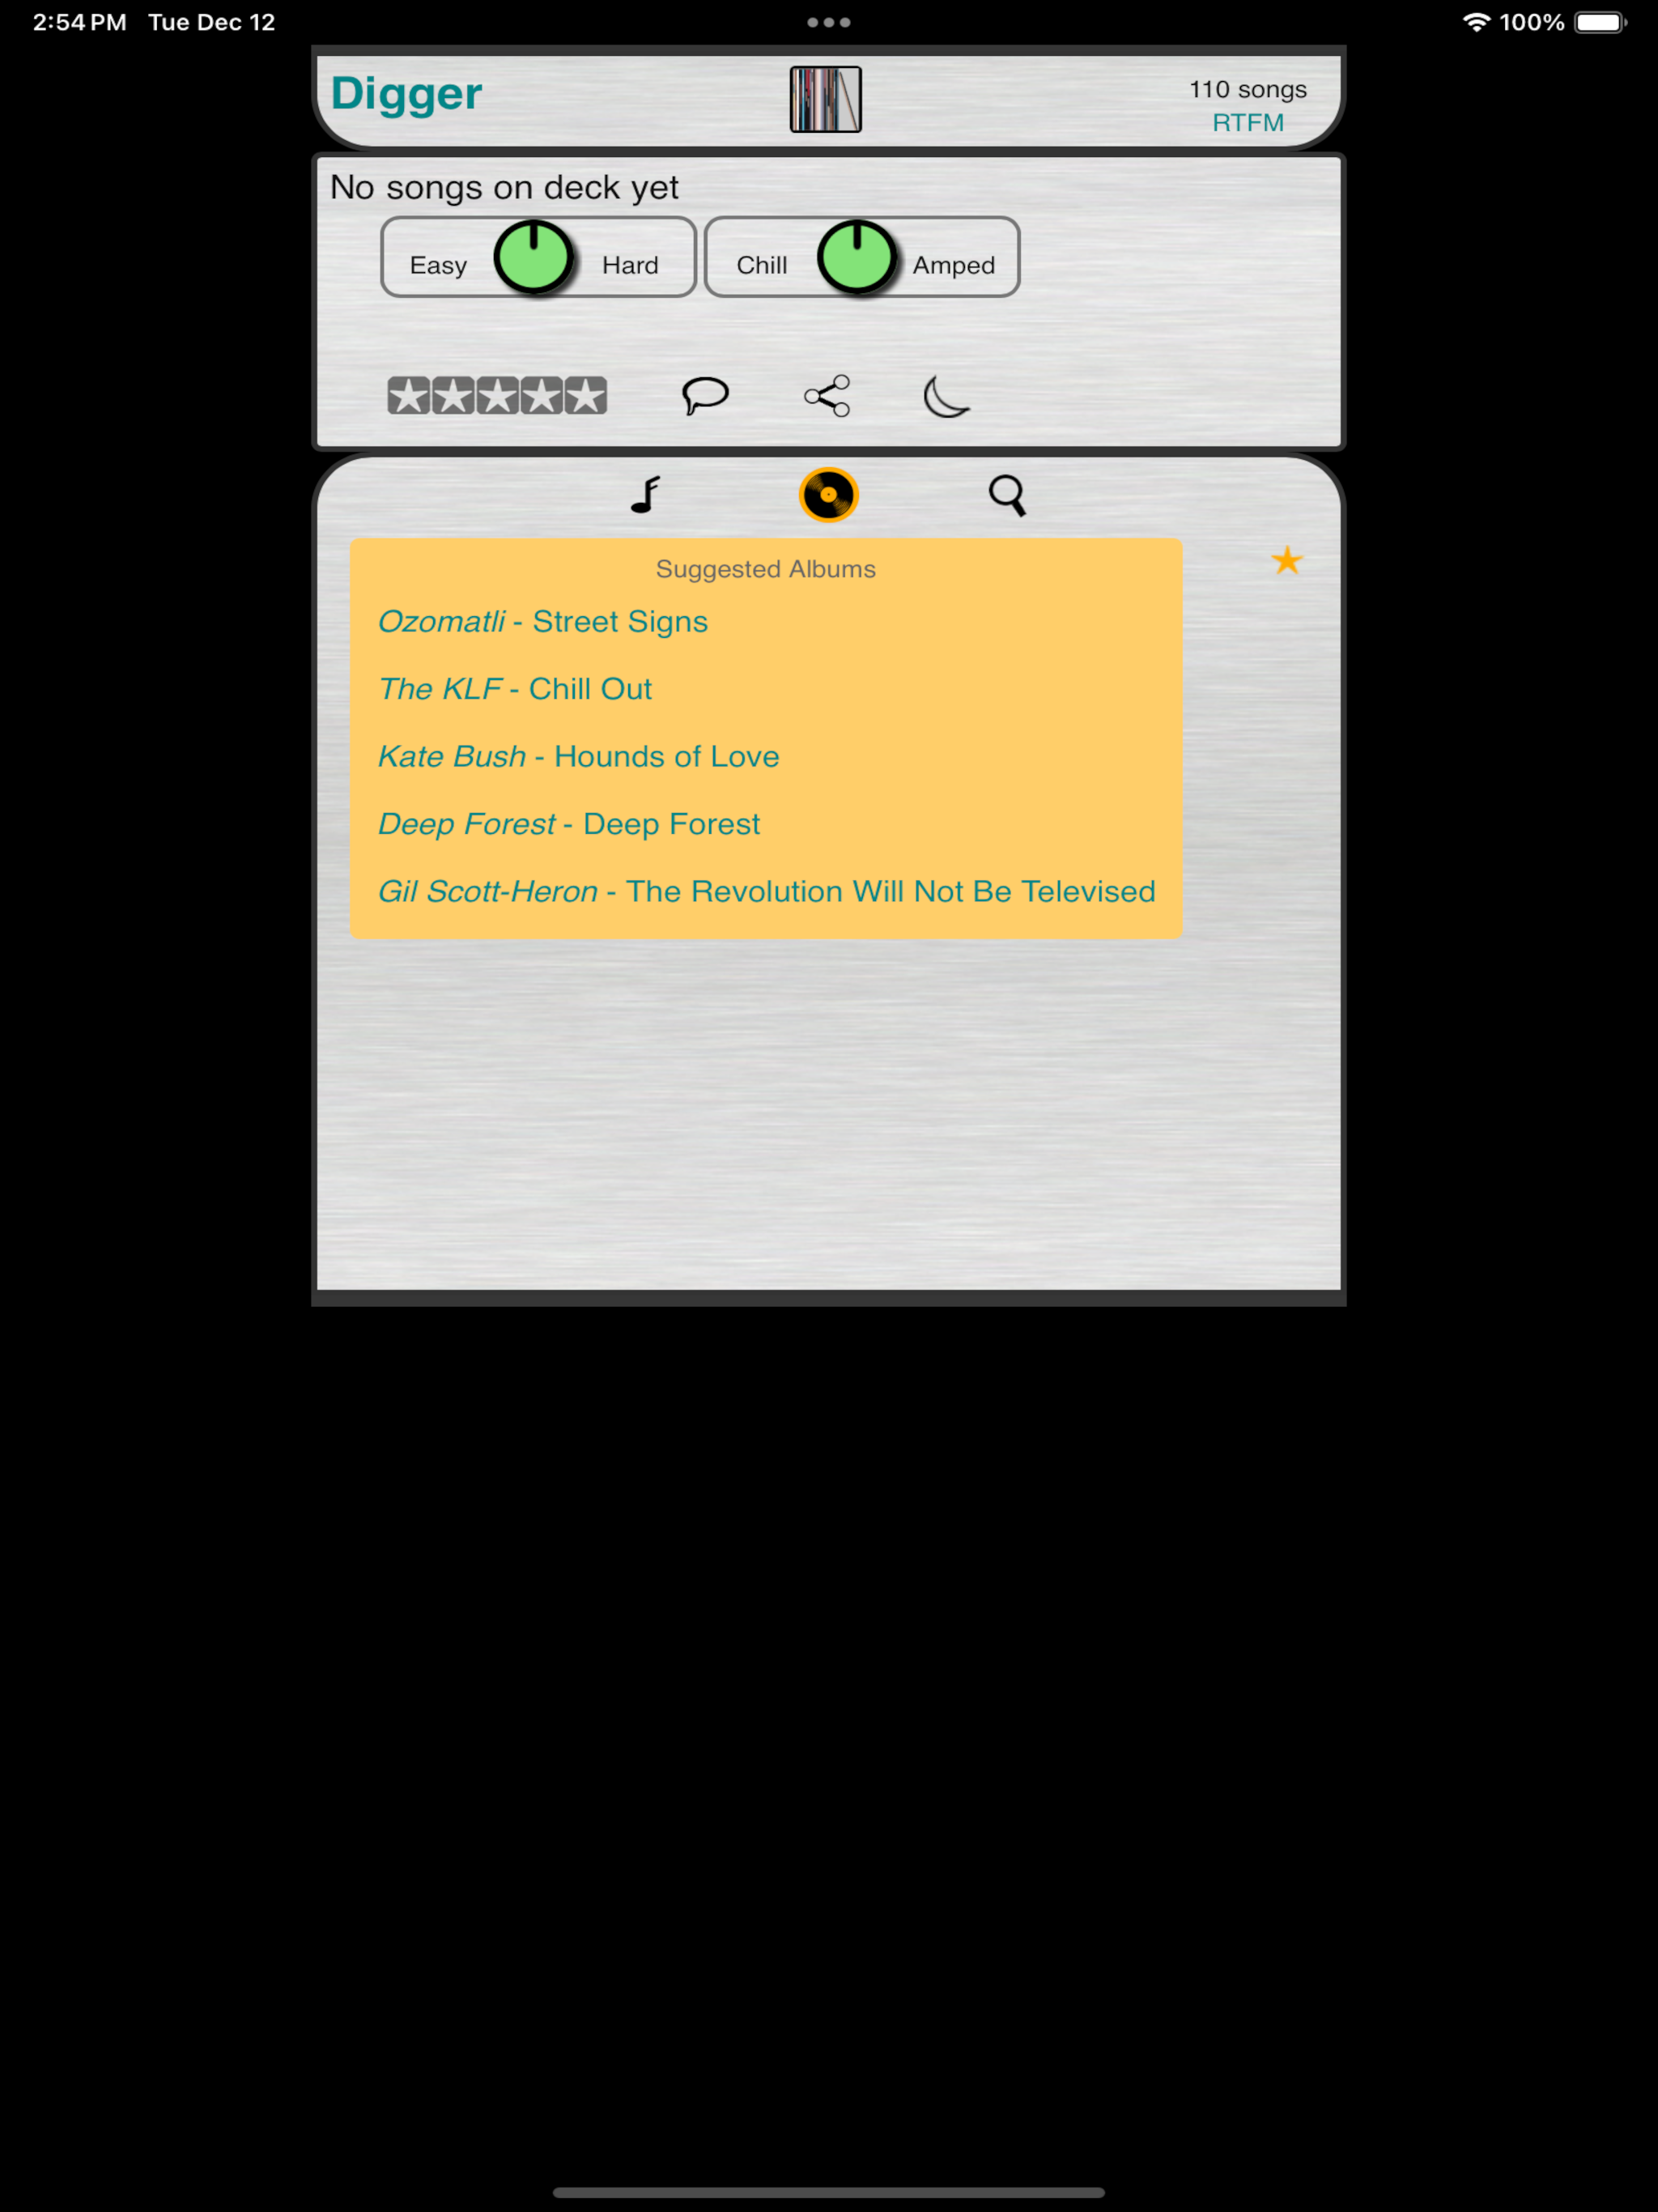 2:54 PM Tue Dec 12
100%
Digger
110 songs
RTFM
No songs on deck yet
Easy Hard Chill Amped
Suggested Albums
Ozomatli - Street Signs
The KLF - Chill Out
Kate Bush - Hounds of Love
Deep Forest - Deep Forest
Gil Scott-Heron - The Revolution Will Not Be Televised